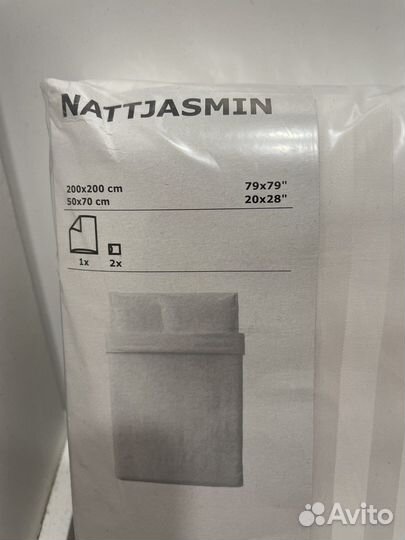 NATTJASMIN
200x200 cm 79x79"
50x70 cm 20x28"
1x 2x
Avito